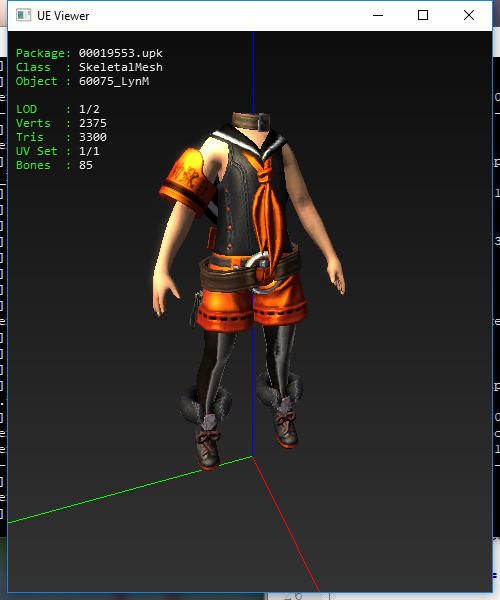 UE Viewer
Package: 00019553.upk
Class  : SkeletalMesh
Object : 60075_LynM
LOD    : 1/2
Verts  : 2375
Tris   : 3300
UV Set : 1/1
Bones  : 85